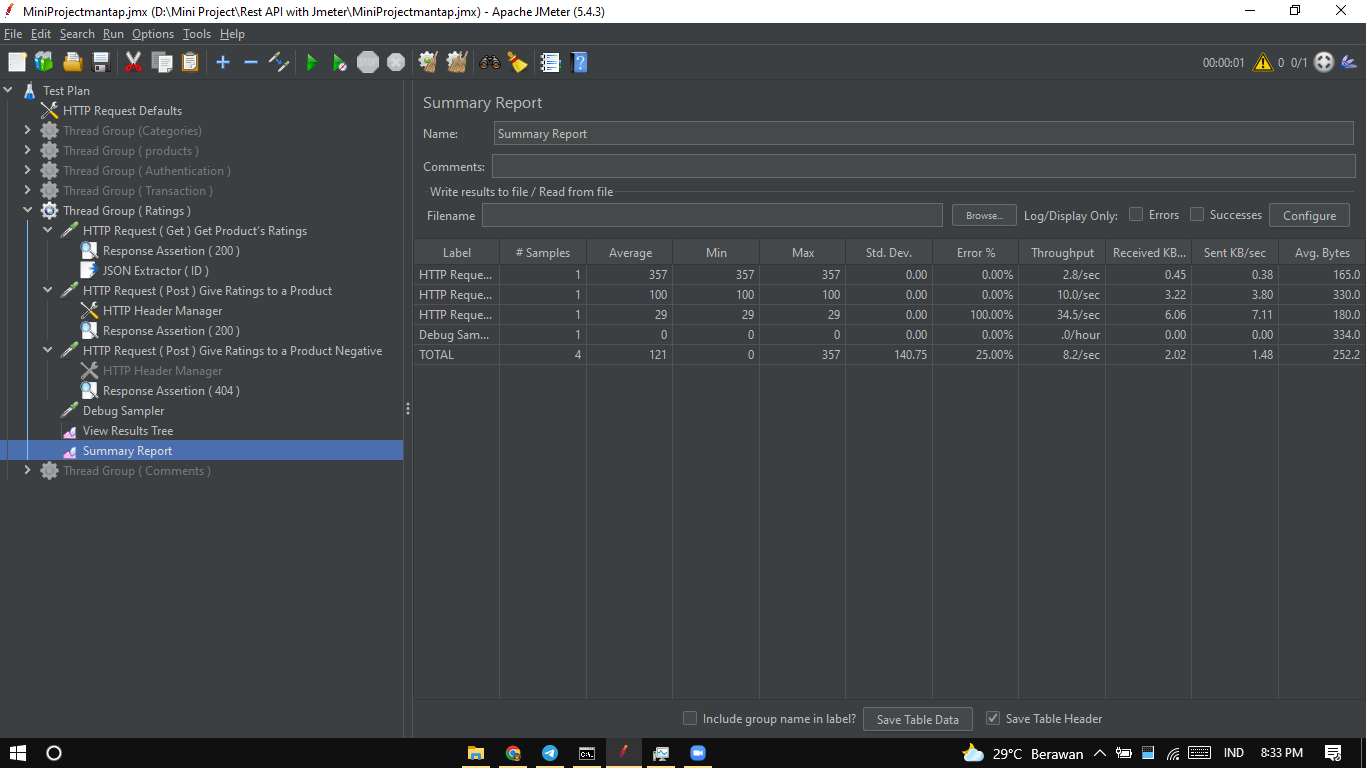 MiniProjectmantap.jmx (D:\Mini Project\Rest API with Jmeter\MiniProjectmantap.jmx) - Apache JMeter (5.4.3)
File Edit Search Run Options Tools Help
STOP
00:00:01 0 0/1
Test Plan
HTTP Request Defaults
Thread Group (Categories)
Thread Group ( products )
Thread Group ( Authentication )
Thread Group ( Transaction )
Thread Group ( Ratings )
HTTP Request ( Get ) Get Product's Ratings
Response Assertion ( 200 )
JSON Extractor ( ID )
HTTP Request ( Post ) Give Ratings to a Product
HTTP Header Manager
Response Assertion ( 200 )
HTTP Request ( Post ) Give Ratings to a Product Negative
HTTP Header Manager
Response Assertion ( 404 )
Debug Sampler
View Results Tree
Summary Report
Thread Group ( Comments )
Summary Report
Name: Summary Report
Comments:
Write results to file / Read from file
Filename Browse... Log/Display Only: Errors Successes Configure
Label # Samples Average Min Max Std. Dev. Error % Throughput Received KB... Sent KB/sec Avg. Bytes
HTTP Reque... 1 357 357 357 0.00 0.00% 2.8/sec 0.45 0.38 165.0
HTTP Reque... 1 100 100 100 0.00 0.00% 10.0/sec 3.22 3.80 330.0
HTTP Reque... 1 29 29 29 0.00 100.00% 34.5/sec 6.06 7.11 180.0
Debug Sam... 1 0 0 0 0.00 0.00% .0/hour 0.00 0.00 334.0
TOTAL 4 121 0 357 140.75 25.00% 8.2/sec 2.02 1.48 252.2
Include group name in label? Save Table Data Save Table Header
29°C Berawan IND 8:33 PM